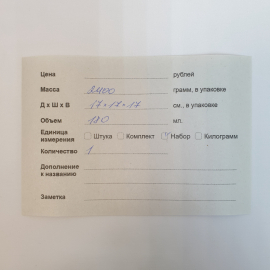 Цена рублей
Масса 2400 грамм, в упаковке
Д х Ш х В 17×17×17 см., в упаковке
Объем 180 мл.
Единица
измерения Штука Комплект Набор Килограмм
Количество 1
Дополнение
к названию
Заметка